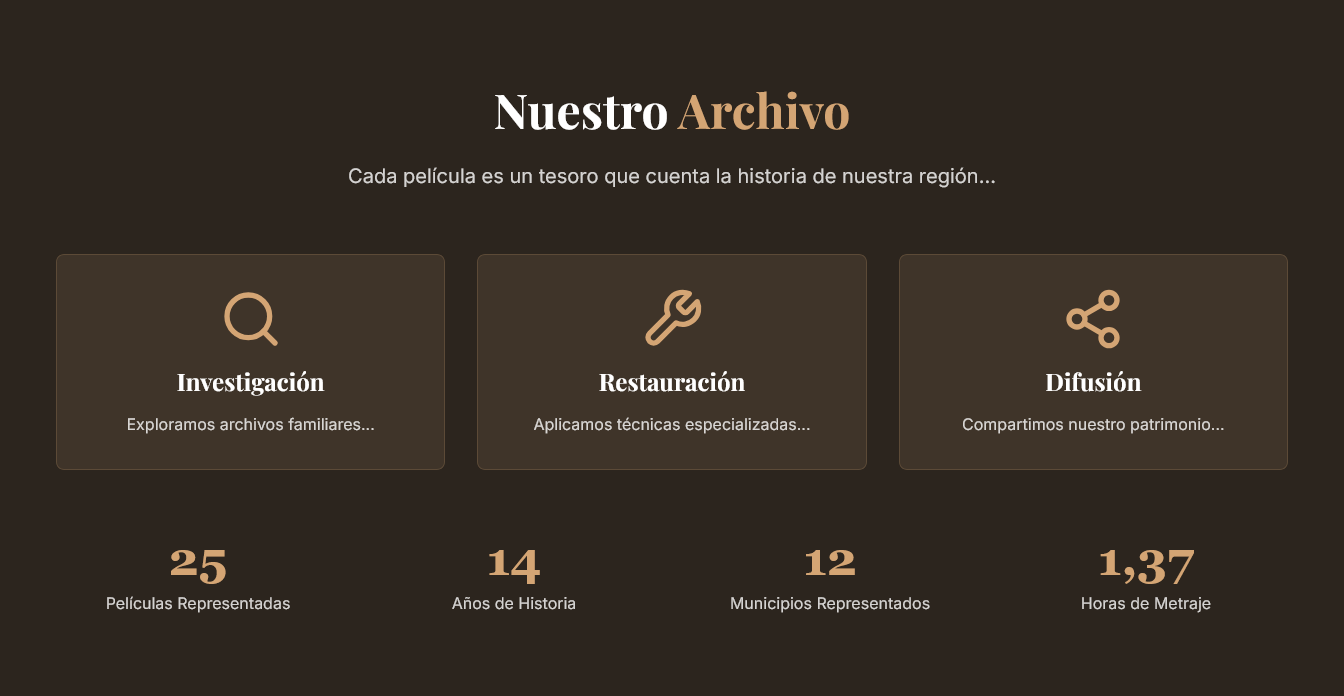 Nuestro Archivo
Cada película es un tesoro que cuenta la historia de nuestra región...
Investigación
Exploramos archivos familiares...
Restauración
Aplicamos técnicas especializadas...
Difusión
Compartimos nuestro patrimonio...
25
Películas Representadas
14
Años de Historia
12
Municipios Representados
1,37
Horas de Metraje